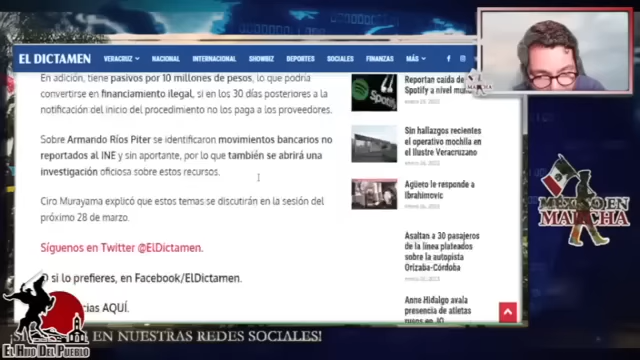 EL DICTAMEN
VERACRUZ NACIONAL INTERNACIONAL SHOWBIZ DEPORTES SOCIALES FINANZAS MÁS
En adición, tiene pasivos por 10 millones de pesos, lo que podría
convertirse en financiamiento ilegal, si en los 30 días posteriores a la
notificación del inicio del procedimiento no los paga a los proveedores.
Sobre Armando Ríos Piter se identificaron movimientos bancarios no
reportados al INE y sin aportante, por lo que también se abrirá una
investigación oficiosa sobre estos recursos.
Ciro Murayama explicó que estos temas se discutirán en la sesión del
próximo 28 de marzo.
Síguenos en Twitter @ElDictamen.
O si lo prefieres, en Facebook/ElDictamen.
cias AQUÍ.
Reportan caída de
Spotify a nivel
Spotify
Sin hallazgos recientes
el operativo mochila en
el Ilustre Veracruzano
Agüero le responde a
Ibrahimovic
Asaltan a 30 pasajeros
de la línea plateados
sobre la autopista
Orizaba-Córdoba
Anne Hidalgo avala
presencia de atletas
rusos en JO
MARCHA
MÉXICO EN
MARCHA
EL HIJO DEL PUEBLO
EN NUESTRAS REDES SOCIALES!